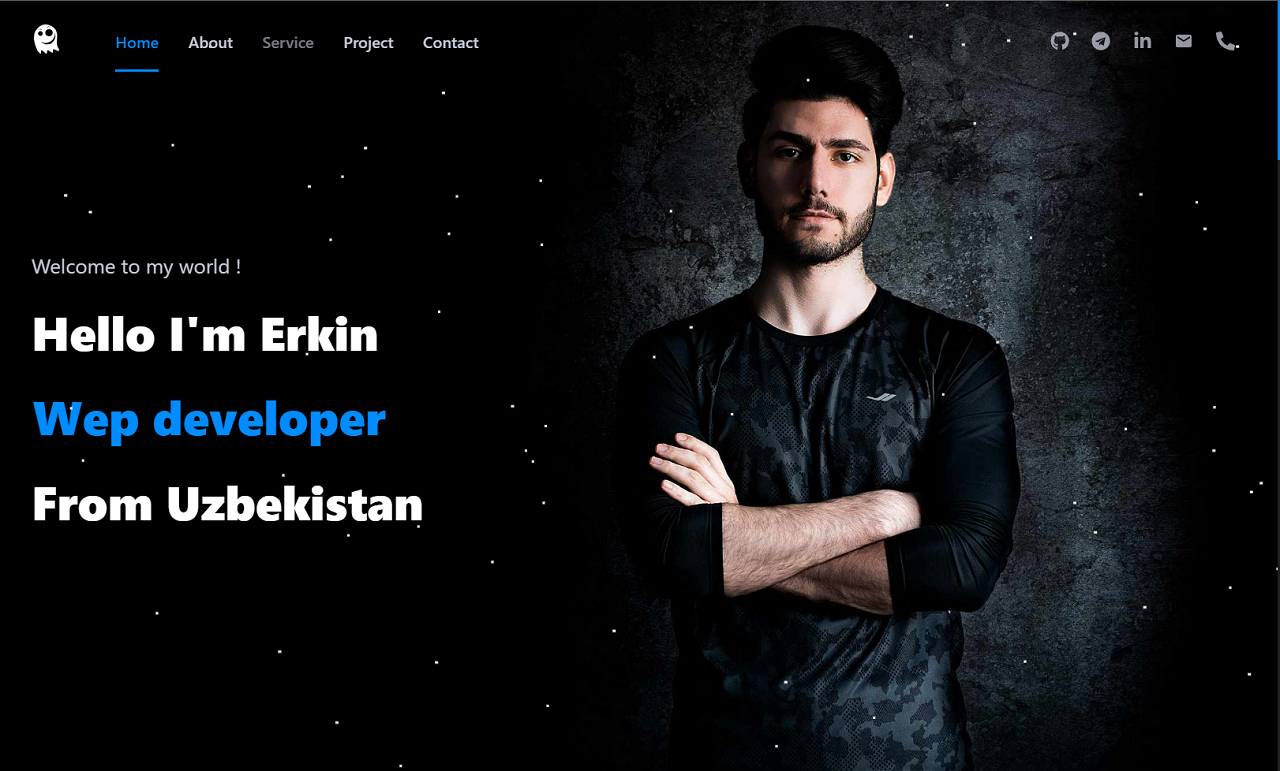 Home About Service Project Contact
Welcome to my world !
Hello I'm Erkin
Wep developer
From Uzbekistan